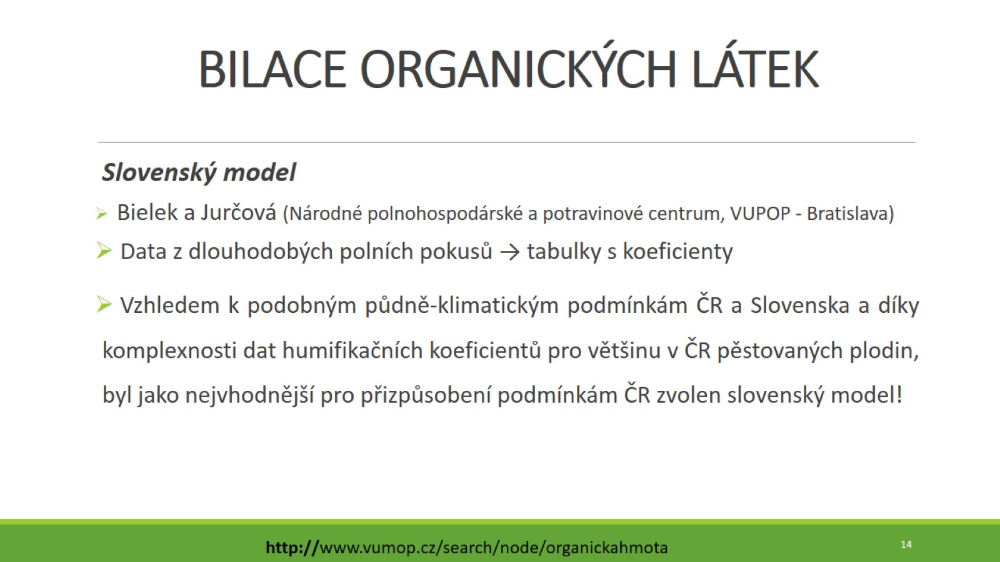 BILACE ORGANICKÝCH LÁTEK
Slovenský model
Bielek a Jurčová (Národné polnohospodárské a potravinové centrum, VUPOP - Bratislava)
Data z dlouhodobých polních pokusů → tabulky s koeficienty
Vzhledem k podobným půdně-klimatickým podmínkám ČR a Slovenska a díky
komplexnosti dat humifikačních koeficientů pro většinu v ČR pěstovaných plodin,
byl jako nejvhodnější pro přizpůsobení podmínkám ČR zvolen slovenský model!
http://www.vumop.cz/search/node/organickahmota
14